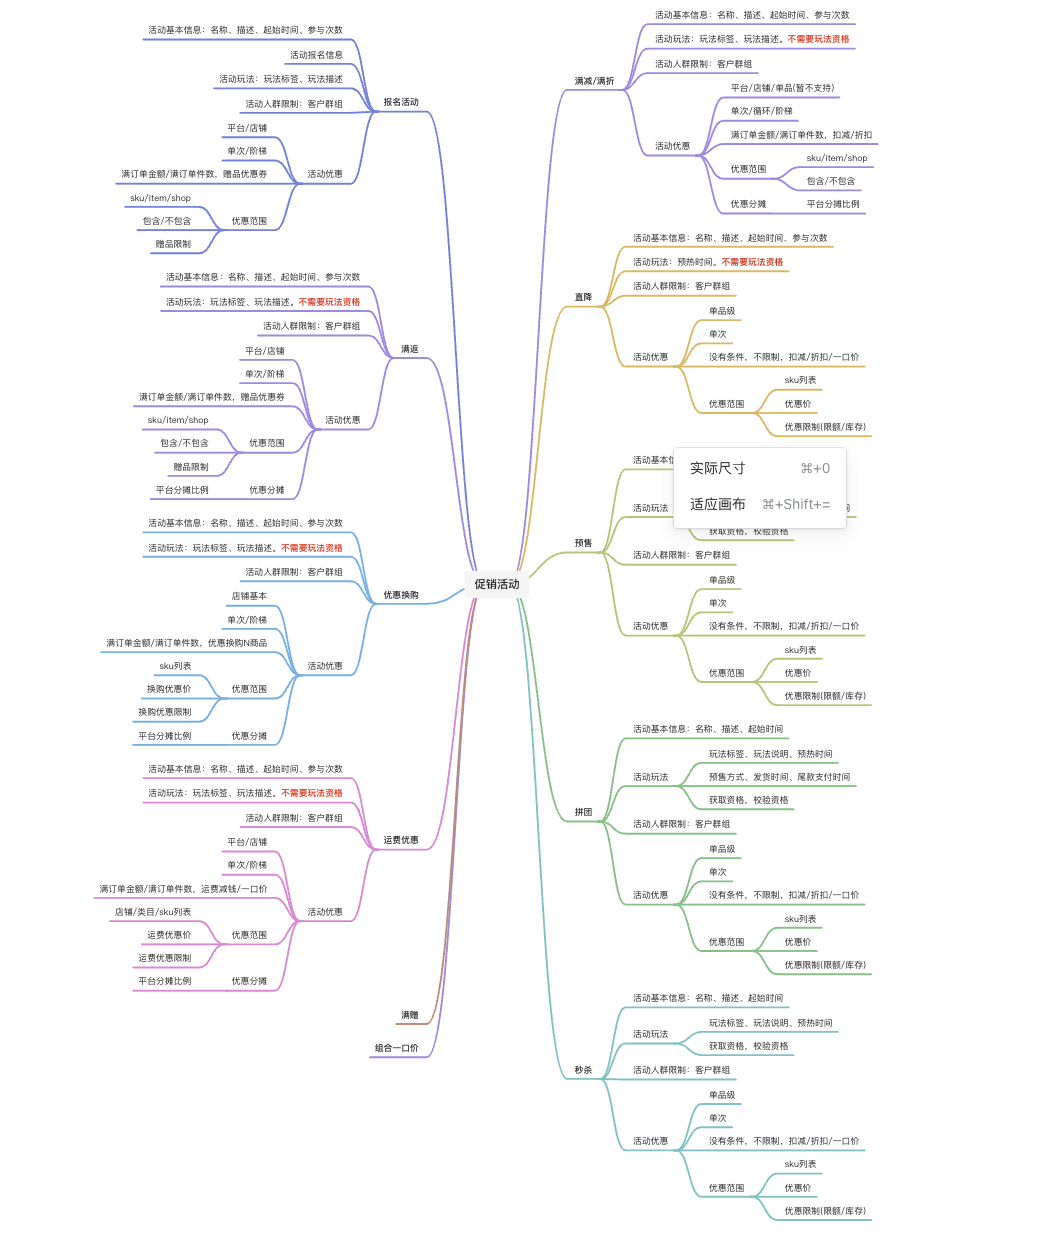 促销活动
满减/满折
活动基本信息：名称、描述、起始时间、参与次数
活动玩法：玩法标签、玩法描述。不需要玩法资格
活动人群限制：客户群组
活动优惠
平台/店铺/单品(暂不支持)
单次/循环/阶梯
满订单金额/满订单件数，扣减/折扣
优惠范围
sku/item/shop
包含/不包含
优惠分摊
平台分摊比例
直降
活动基本信息：名称、描述、起始时间、参与次数
活动玩法：预热时间。不需要玩法资格
活动人群限制：客户群组
活动优惠
单品级
单次
没有条件，不限制，扣减/折扣/一口价
优惠范围
sku列表
优惠价
优惠限制(限额/库存)
预售
活动基本
实际尺寸 ⌘+0
适应画布 ⌘+Shift+=
活动玩法
获取资格，校验资格
活动人群限制：客户群组
活动优惠
单品级
单次
没有条件，不限制，扣减/折扣/一口价
优惠范围
sku列表
优惠价
优惠限制(限额/库存)
拼团
活动基本信息：名称、描述、起始时间
活动玩法
玩法标签、玩法说明、预热时间
预售方式、发货时间、尾款支付时间
获取资格，校验资格
活动人群限制：客户群组
活动优惠
单品级
单次
没有条件，不限制，扣减/折扣/一口价
优惠范围
sku列表
优惠价
优惠限制(限额/库存)
秒杀
活动基本信息：名称、描述、起始时间
活动玩法
玩法标签、玩法说明、预热时间
获取资格，校验资格
活动人群限制：客户群组
活动优惠
单品级
单次
没有条件，不限制，扣减/折扣/一口价
优惠范围
sku列表
优惠价
优惠限制(限额/库存)
报名活动
活动基本信息：名称、描述、起始时间、参与次数
活动报名信息
活动玩法：玩法标签、玩法描述
活动人群限制：客户群组
活动优惠
平台/店铺
单次/阶梯
满订单金额/满订单件数，赠品优惠券
优惠范围
sku/item/shop
包含/不包含
赠品限制
满返
活动基本信息：名称、描述、起始时间、参与次数
活动玩法：玩法标签、玩法描述。不需要玩法资格
活动人群限制：客户群组
活动优惠
平台/店铺
单次/阶梯
满订单金额/满订单件数，赠品优惠券
优惠范围
sku/item/shop
包含/不包含
赠品限制
优惠分摊
平台分摊比例
优惠换购
活动基本信息：名称、描述、起始时间、参与次数
活动玩法：玩法标签、玩法描述。不需要玩法资格
活动人群限制：客户群组
活动优惠
店铺基本
单次/阶梯
满订单金额/满订单件数，优惠换购N商品
优惠范围
sku列表
换购优惠价
换购优惠限制
优惠分摊
平台分摊比例
运费优惠
活动基本信息：名称、描述、起始时间、参与次数
活动玩法：玩法标签、玩法描述。不需要玩法资格
活动人群限制：客户群组
活动优惠
平台/店铺
单次/阶梯
满订单金额/满订单件数，运费减钱/一口价
优惠范围
店铺/类目/sku列表
运费优惠价
运费优惠限制
优惠分摊
平台分摊比例
满赠
组合一口价